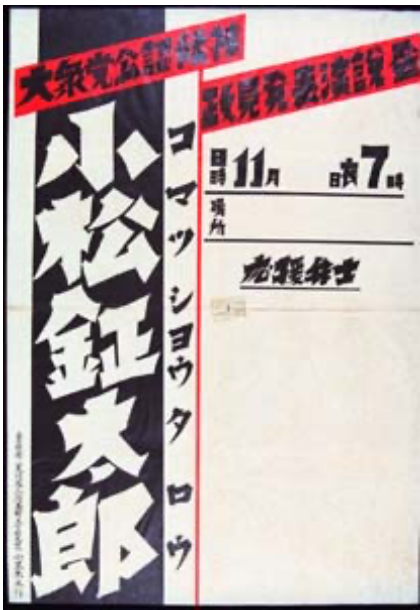 大衆党公認候補
小松鉦太郎
コマツシヨウタロウ
政見発表演説会
日時 11月 日夜7時
場所
応援弁士